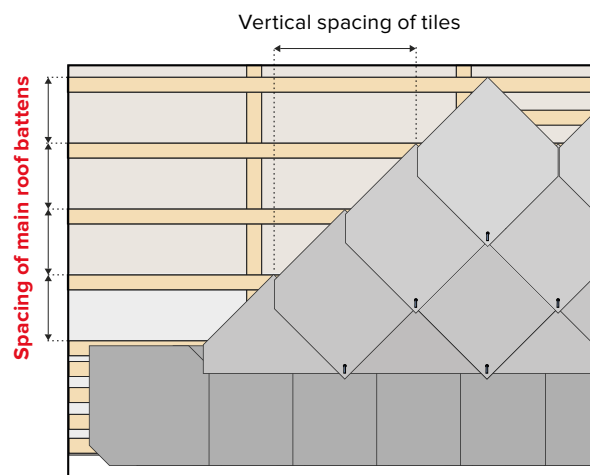 Vertical spacing of tiles
Spacing of main roof battens